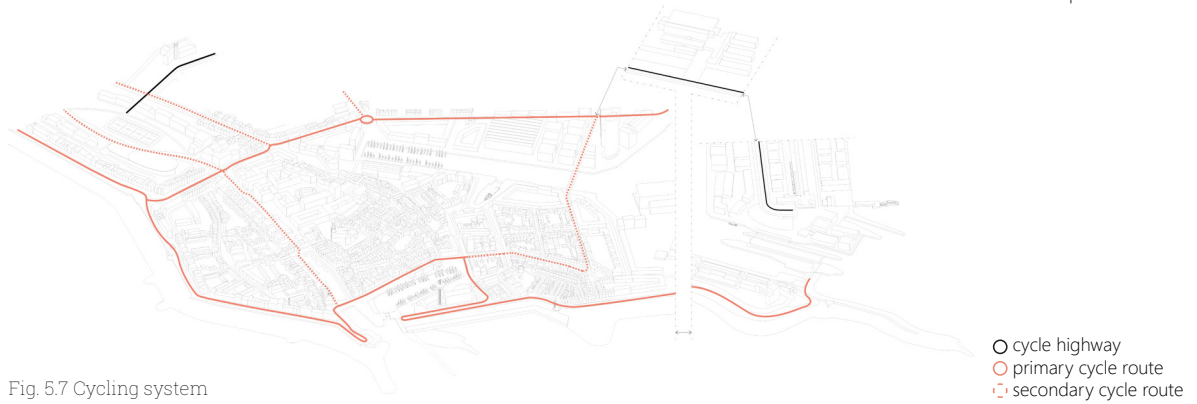 cycle highway
primary cycle route
secondary cycle route
Fig. 5.7 Cycling system